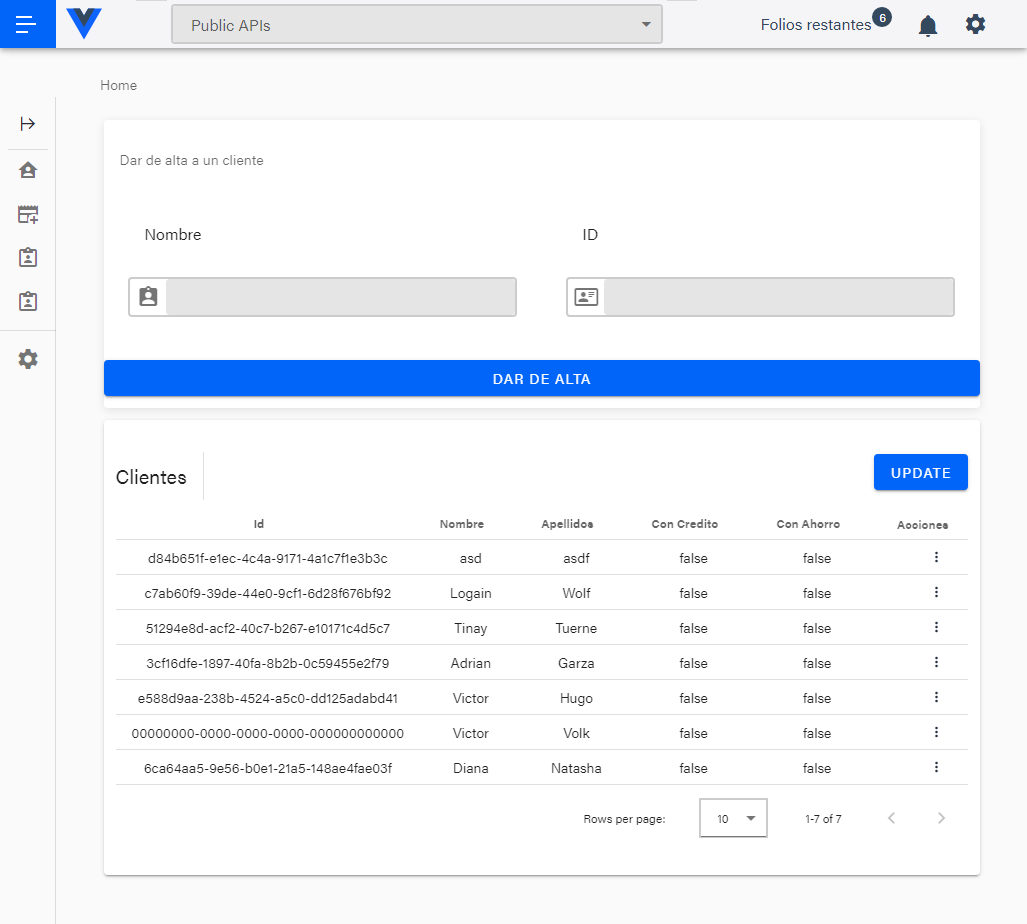 Public APIs
Folios restantes 6
Home
Dar de alta a un cliente
Nombre ID
DAR DE ALTA
Clientes
UPDATE
Id Nombre Apellidos Con Credito Con Ahorro Acciones
d84b651f-e1ec-4c4a-9171-4a1c7f1e3b3c asd asdf false false
c7ab60f9-39de-44e0-9cf1-6d28f676bf92 Logain Wolf false false
51294e8d-acf2-40c7-b267-e10171c4d5c7 Tinay Tuerne false false
3cf16dfe-1897-40fa-8b2b-0c59455e2f79 Adrian Garza false false
e588d9aa-238b-4524-a5c0-dd125adabd41 Victor Hugo false false
00000000-0000-0000-0000-000000000000 Victor Volk false false
6ca64aa5-9e56-b0e1-21a5-148ae4fae03f Diana Natasha false false
Rows per page: 10 1-7 of 7